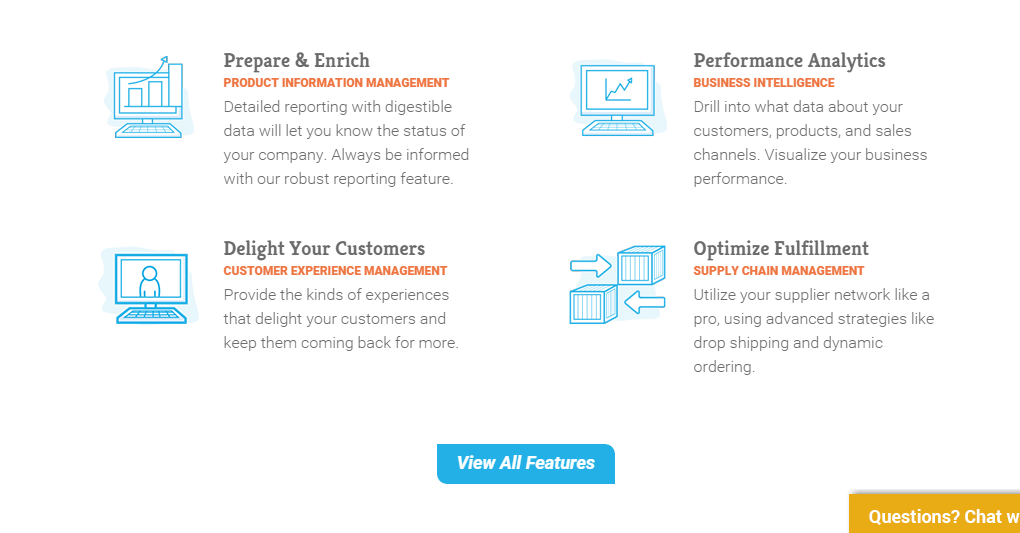 Prepare & Enrich
PRODUCT INFORMATION MANAGEMENT
Detailed reporting with digestible
data will let you know the status of
your company. Always be informed
with our robust reporting feature.
Performance Analytics
BUSINESS INTELLIGENCE
Drill into what data about your
customers, products, and sales
channels. Visualize your business
performance.
Delight Your Customers
CUSTOMER EXPERIENCE MANAGEMENT
Provide the kinds of experiences
that delight your customers and
keep them coming back for more.
Optimize Fulfillment
SUPPLY CHAIN MANAGEMENT
Utilize your supplier network like a
pro, using advanced strategies like
drop shipping and dynamic
ordering.
View All Features
Questions? Chat w